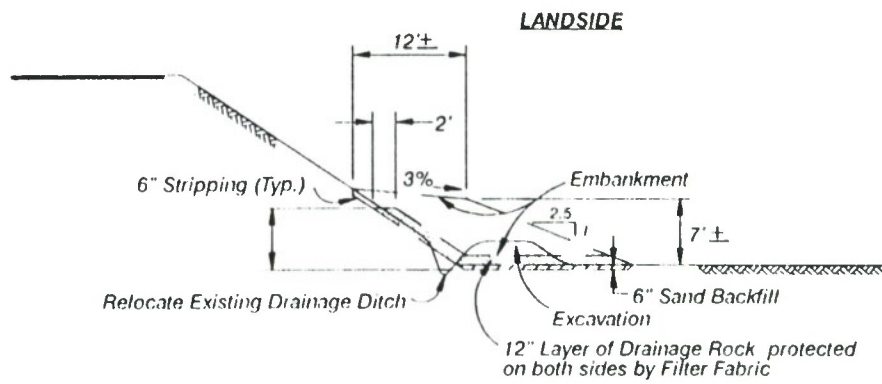 LANDSIDE
12'±
2'
3%
6" Stripping (Typ.)
Embankment
2.5
1
7'±
Relocate Existing Drainage Ditch
6" Sand Backfill
Excavation
12" Layer of Drainage Rock protected
on both sides by Filter Fabric